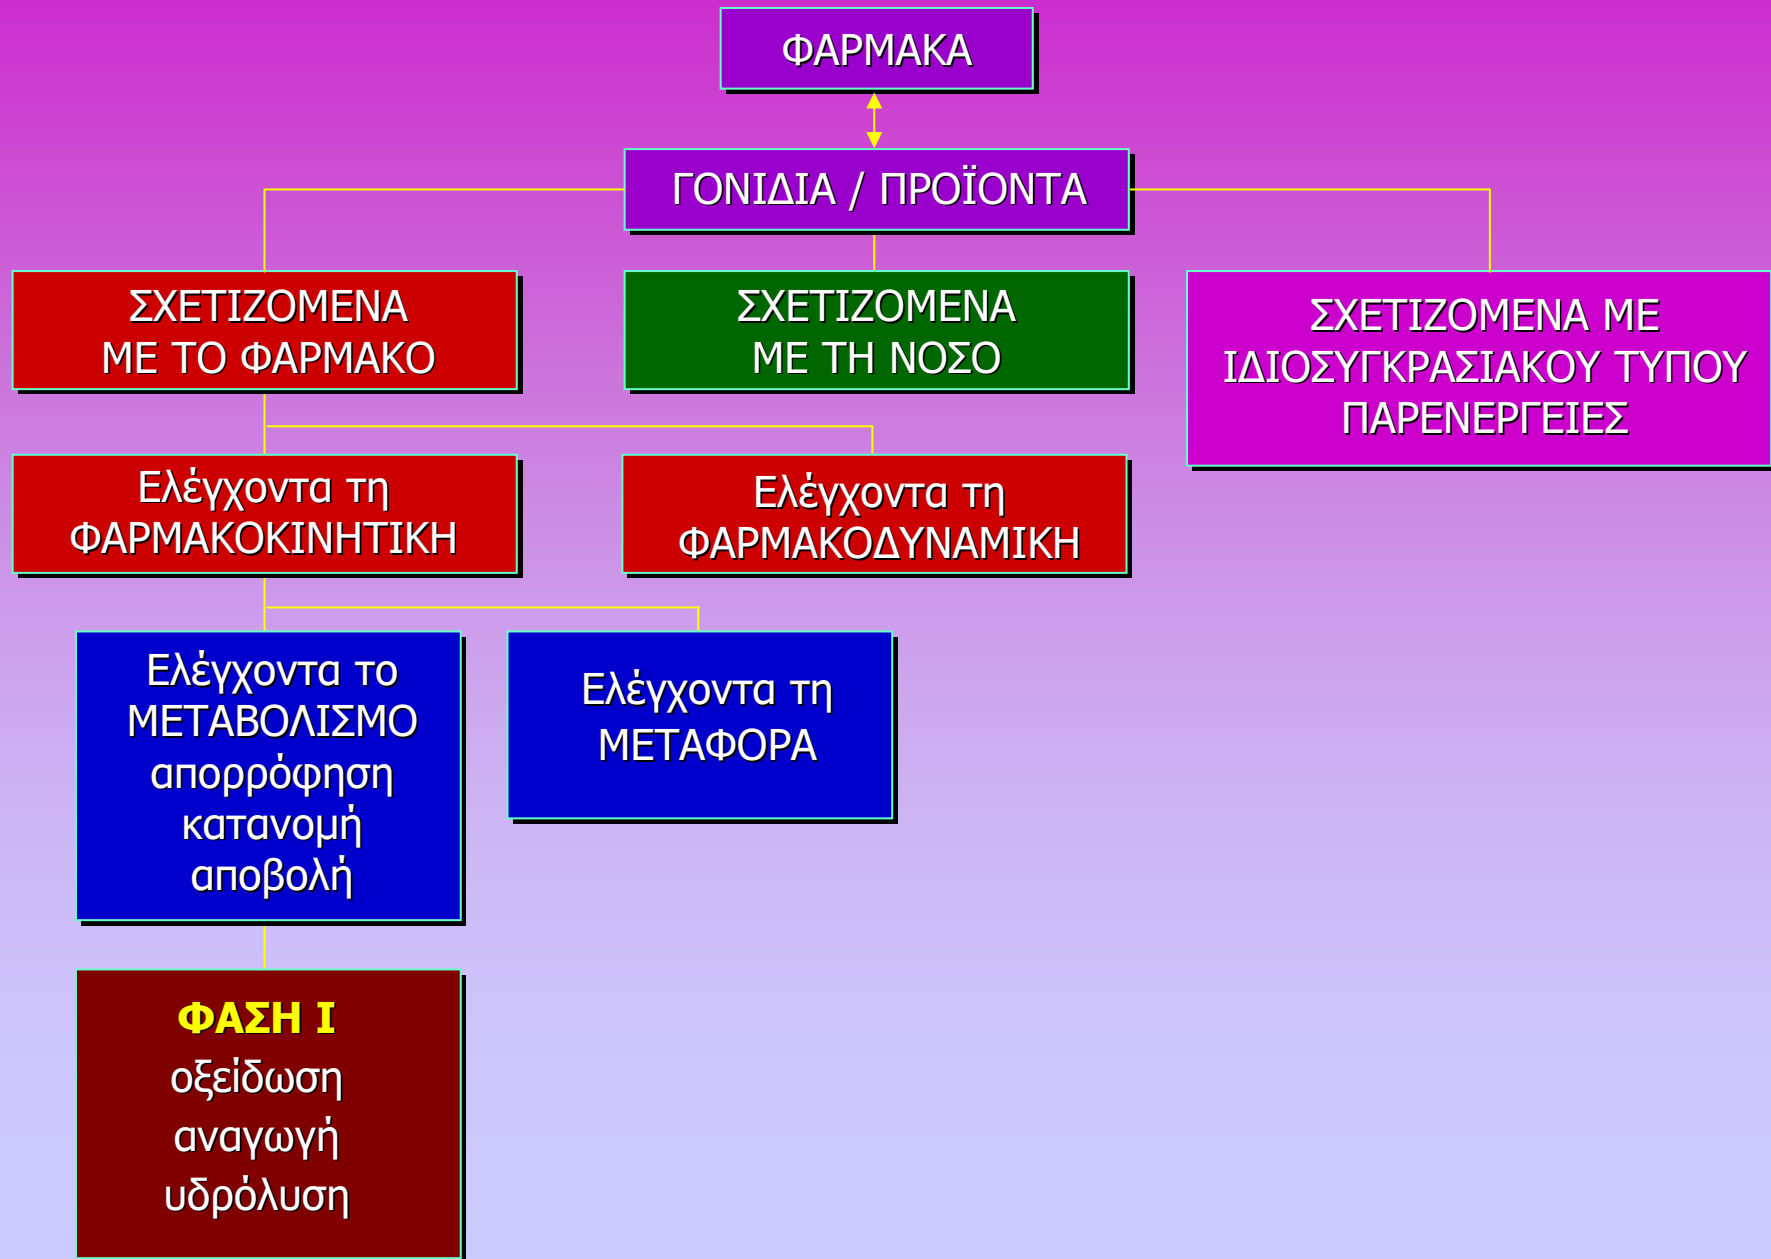 ΦΑΡΜΑΚΑ
ΓΟΝΙΔΙΑ / ΠΡΟΪΟΝΤΑ
ΣΧΕΤΙΖΟΜΕΝΑ
ΜΕ ΤΟ ΦΑΡΜΑΚΟ
ΣΧΕΤΙΖΟΜΕΝΑ
ΜΕ ΤΗ ΝΟΣΟ
ΣΧΕΤΙΖΟΜΕΝΑ ΜΕ
ΙΔΙΟΣΥΓΚΡΑΣΙΑΚΟΥ ΤΥΠΟΥ
ΠΑΡΕΝΕΡΓΕΙΕΣ
Ελέγχοντα τη
ΦΑΡΜΑΚΟΚΙΝΗΤΙΚΗ
Ελέγχοντα τη
ΦΑΡΜΑΚΟΔΥΝΑΜΙΚΗ
Ελέγχοντα το
ΜΕΤΑΒΟΛΙΣΜΟ
απορρόφηση
κατανομή
αποβολή
Ελέγχοντα τη
ΜΕΤΑΦΟΡΑ
ΦΑΣΗ Ι
οξείδωση
αναγωγή
υδρόλυση